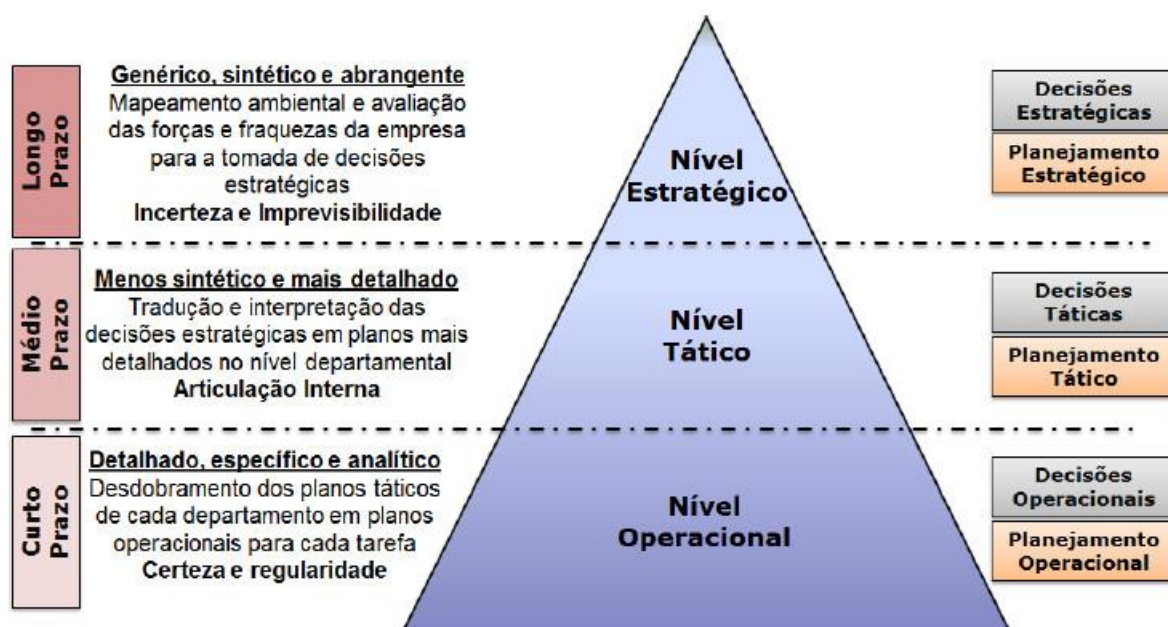 Longo
Prazo
Genérico, sintético e abrangente
Mapeamento ambiental e avaliação
das forças e fraquezas da empresa
para a tomada de decisões
estratégicas
Incerteza e Imprevisibilidade
Nível
Estratégico
Decisões
Estratégicas
Planejamento
Estratégico
Médio
Prazo
Menos sintético e mais detalhado
Tradução e interpretação das
decisões estratégicas em planos mais
detalhados no nível departamental
Articulação Interna
Nível
Tático
Decisões
Táticas
Planejamento
Tático
Curto
Prazo
Detalhado, específico e analítico
Desdobramento dos planos táticos
de cada departamento em planos
operacionais para cada tarefa
Certeza e regularidade
Nível
Operacional
Decisões
Operacionais
Planejamento
Operacional